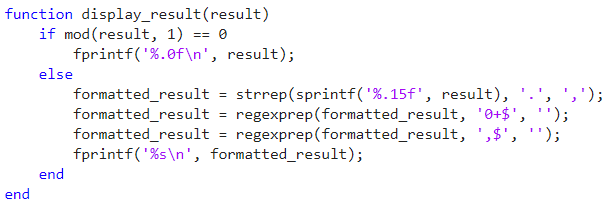 function display_result(result)
    if mod(result, 1) == 0
        fprintf('%.0f\n', result);
    else
        formatted_result = strrep(sprintf('%.15f', result), '.', ',');
        formatted_result = regexprep(formatted_result, '0+$', '');
        formatted_result = regexprep(formatted_result, ',$', '');
        fprintf('%s\n', formatted_result);
    end
end